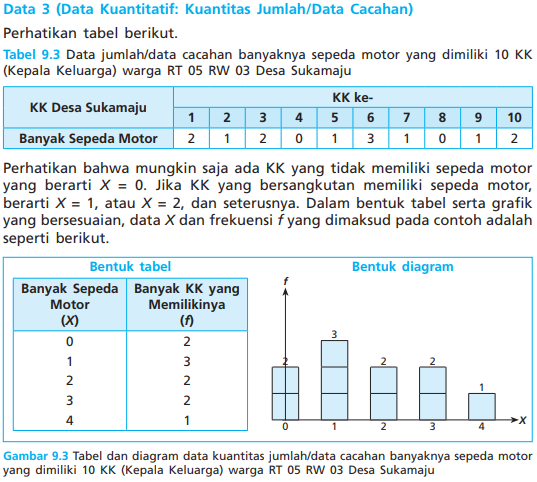 Data 3 (Data Kuantitatif: Kuantitas Jumlah/Data Cacahan)
Perhatikan tabel berikut.
Tabel 9.3 Data jumlah/data cacahan banyaknya sepeda motor yang dimiliki 10 KK
(Kepala Keluarga) warga RT 05 RW 03 Desa Sukamaju
KK Desa Sukamaju KK ke-
1 2 3 4 5 6 7 8 9 10
Banyak Sepeda Motor 2 1 2 0 1 3 1 0 1 2
Perhatikan bahwa mungkin saja ada KK yang tidak memiliki sepeda motor
yang berarti X = 0. Jika KK yang bersangkutan memiliki sepeda motor,
berarti X = 1, atau X = 2, dan seterusnya. Dalam bentuk tabel serta grafik
yang bersesuaian, data X dan frekuensi f yang dimaksud pada contoh adalah
seperti berikut.
Bentuk tabel
Banyak Sepeda Motor (X) Banyak KK yang Memilikinya (f)
0 2
1 3
2 2
3 2
4 1
Bentuk diagram
f
2 3 2 2 1
0 1 2 3 4 X
Gambar 9.3 Tabel dan diagram data kuantitas jumlah/data cacahan banyaknya sepeda motor
yang dimiliki 10 KK (Kepala Keluarga) warga RT 05 RW 03 Desa Sukamaju